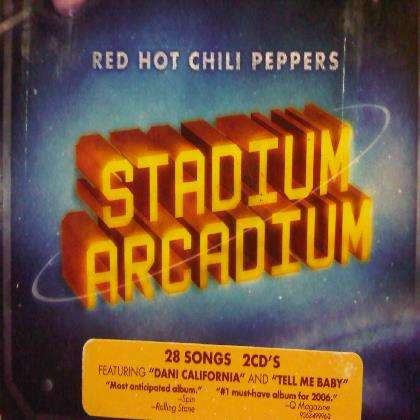 RED HOT CHILI PEPPERS
STADIUM
ARCADIUM
28 SONGS 2CD'S
FEATURING "DANI CALIFORNIA" AND "TELL ME BABY"
"Most anticipated album." "#1 must-have album for 2006."
–Spin –Q Magazine
–Rolling Stone